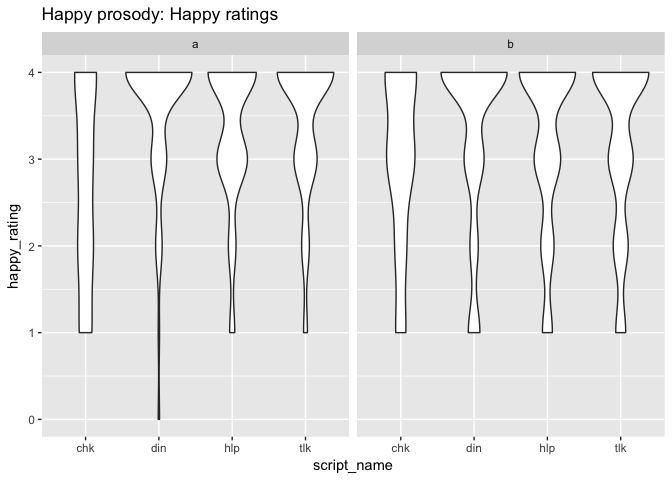 Happy prosody: Happy ratings
a b
4
3
2
1
0
happy_rating
chk din hlp tlk chk din hlp tlk
script_name